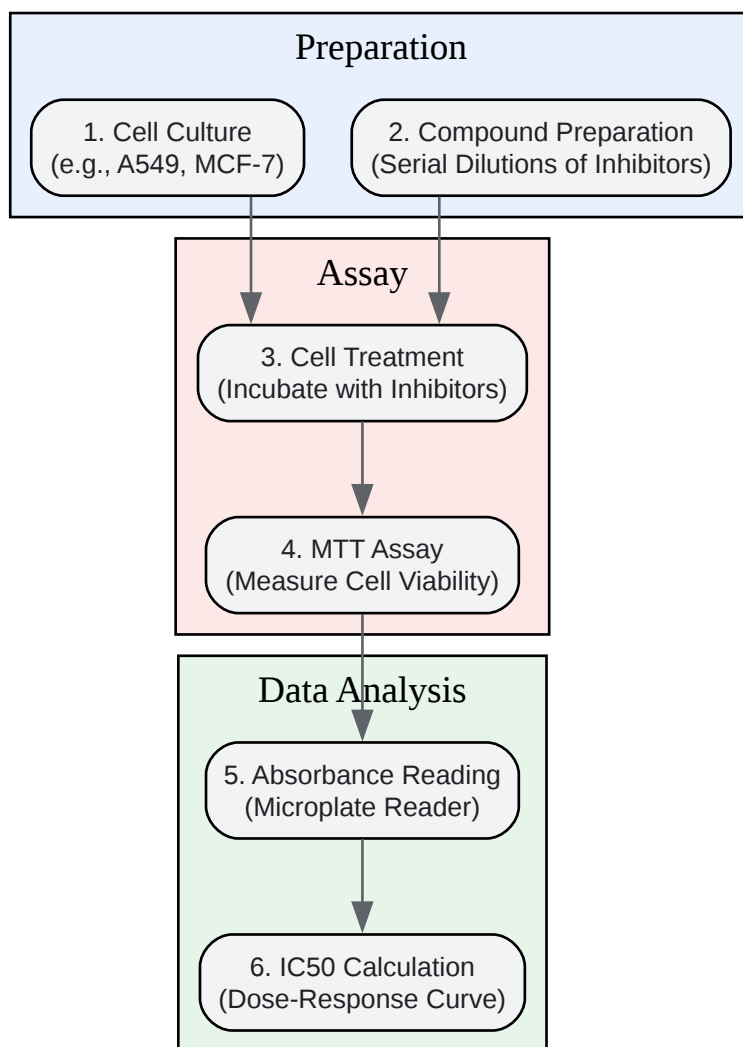 Preparation
1. Cell Culture
(e.g., A549, MCF-7)
2. Compound Preparation
(Serial Dilutions of Inhibitors)
Assay
3. Cell Treatment
(Incubate with Inhibitors)
4. MTT Assay
(Measure Cell Viability)
Data Analysis
5. Absorbance Reading
(Microplate Reader)
6. IC50 Calculation
(Dose-Response Curve)